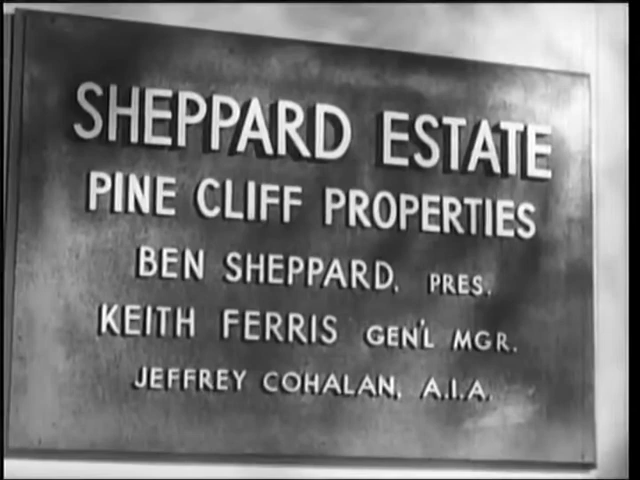 SHEPPARD ESTATE
PINE CLIFF PROPERTIES
BEN SHEPPARD, PRES.
KEITH FERRIS GEN'L MGR.
JEFFREY COHALAN, A.I.A.